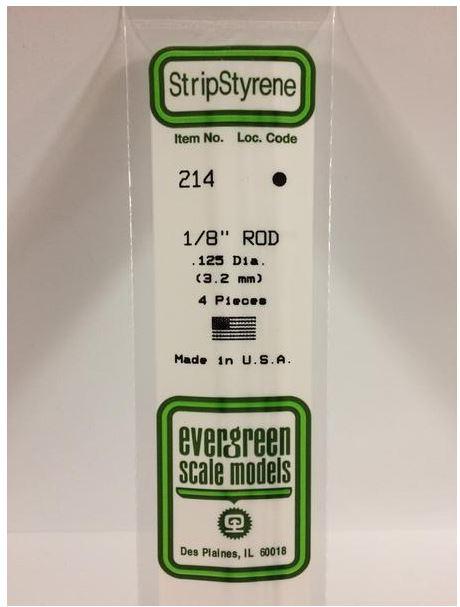 StripStyrene
Item No. Loc. Code
214 ●
1/8" ROD
.125 Dia.
(3.2 mm)
4 Pieces
Made in U.S.A.
evergreen
scale models
Des Plaines, IL 60018